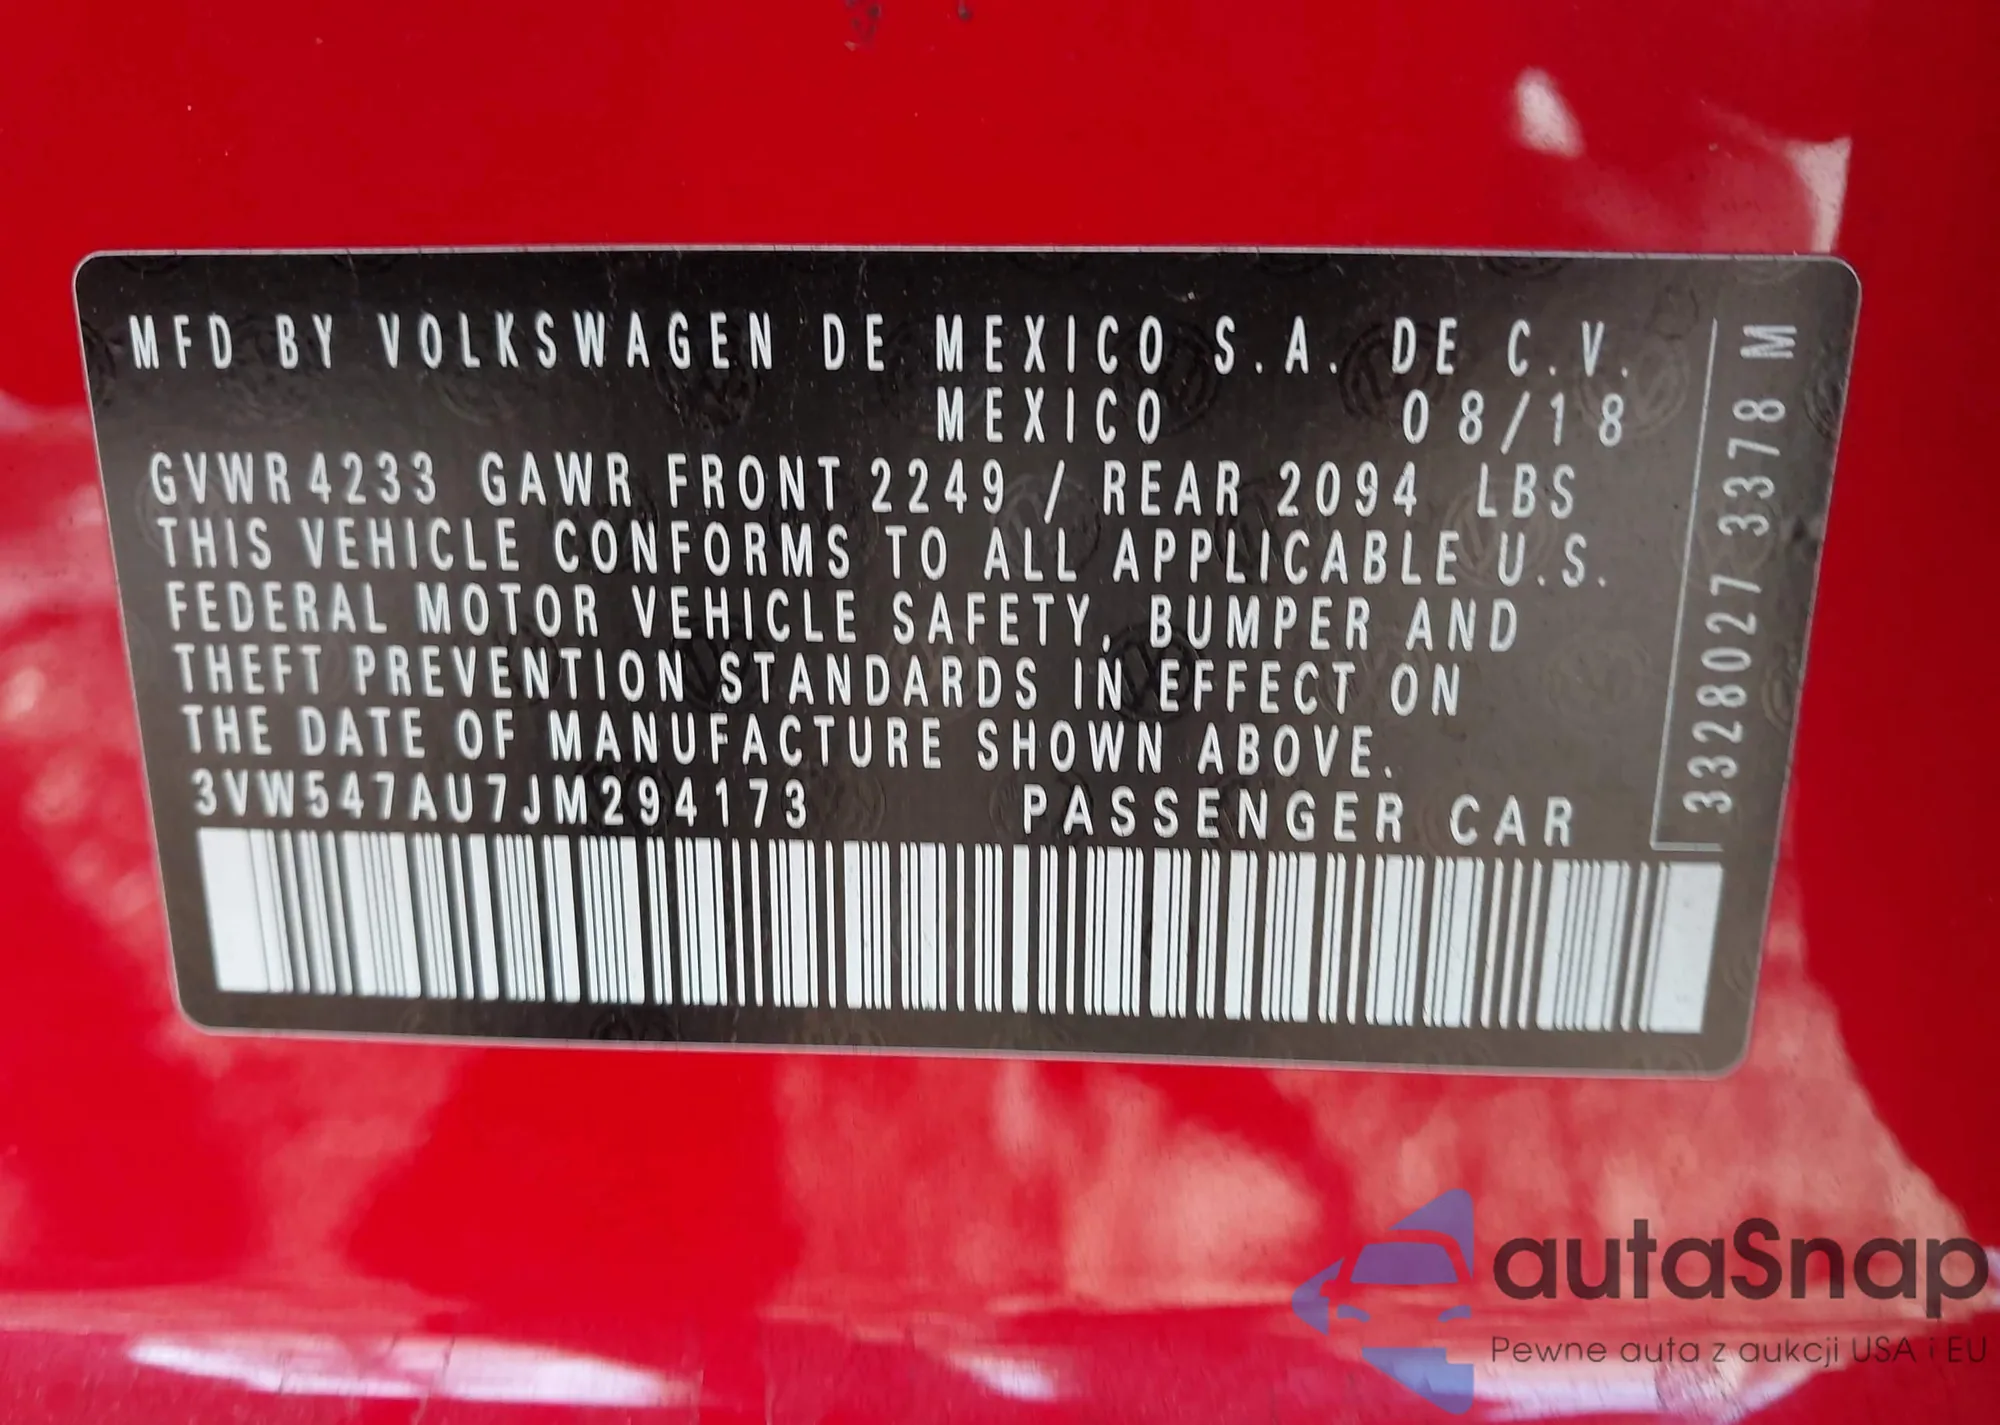 MFD BY VOLKSWAGEN DE MEXICO S.A. DE C.V.
MEXICO 08/18
GVWR 4233 GAWR FRONT 2249 / REAR 2094 LBS
THIS VEHICLE CONFORMS TO ALL APPLICABLE U.S.
FEDERAL MOTOR VEHICLE SAFETY, BUMPER AND
THEFT PREVENTION STANDARDS IN EFFECT ON
THE DATE OF MANUFACTURE SHOWN ABOVE.
3VW547AU7JM294173 PASSENGER CAR
3328027 3378 M
autaSnap
Pewne auta z aukcji USA i EU